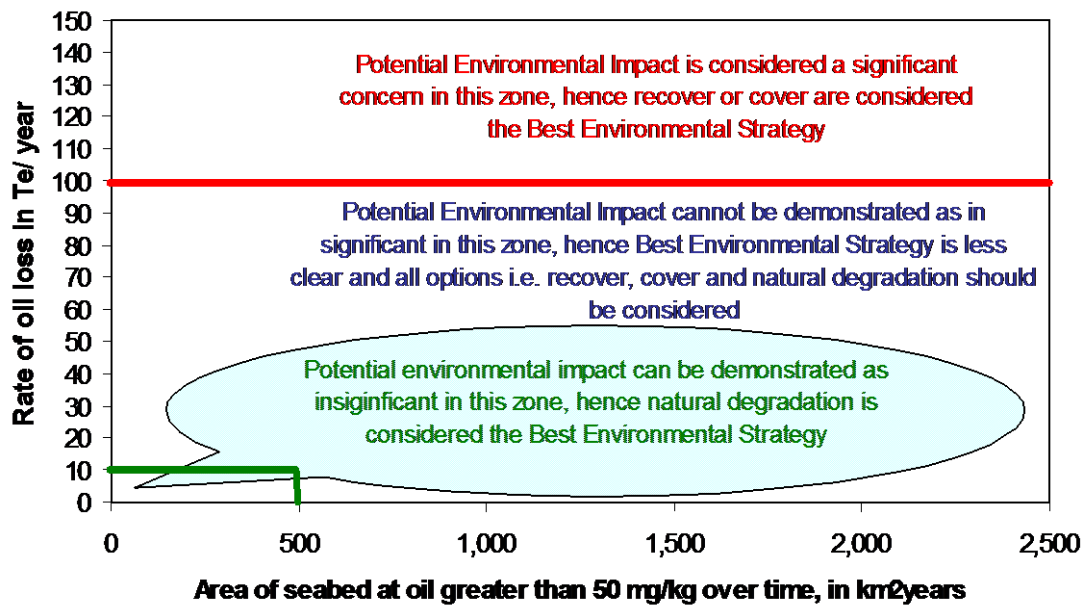 150
140
130
120
110
100
90
80
70
60
50
40
30
20
10
0
Rate of oil loss in Te/ year
Potential Environmental Impact is considered a significant
concern in this zone, hence recover or cover are considered
the Best Environmental Strategy
Potential Environmental Impact cannot be demonstrated as in
significant in this zone, hence Best Environmental Strategy is less
clear and all options i.e. recover, cover and natural degradation should
be considered
Potential environmental impact can be demonstrated as
insiginficant in this zone, hence natural degradation is
considered the Best Environmental Strategy
0
500
1,000
1,500
2,000
2,500
Area of seabed at oil greater than 50 mg/kg over time, in km2years